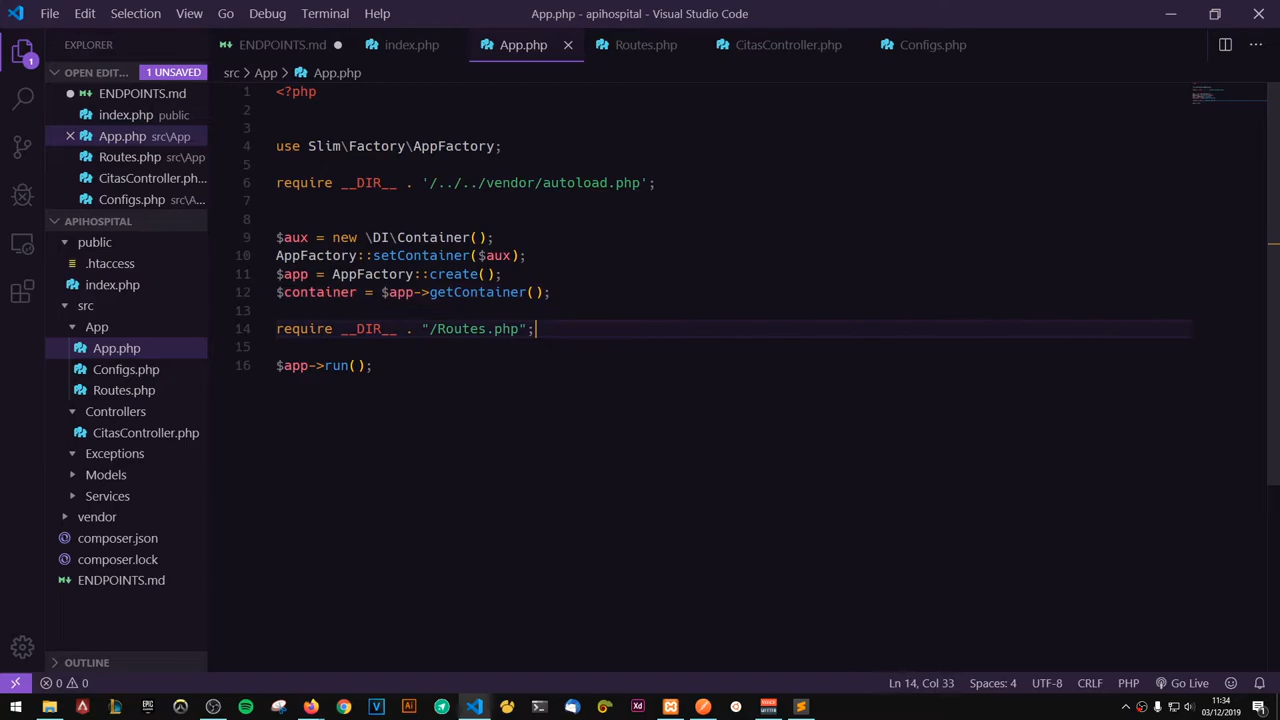 File Edit Selection View Go Debug Terminal Help
App.php - apihospital - Visual Studio Code
EXPLORER
OPEN EDIT... 1 UNSAVED
ENDPOINTS.md
index.php public
App.php src\App
Routes.php src\App
CitasController.ph...
Configs.php src\A...
APIHOSPITAL
public
.htaccess
index.php
src
App
App.php
Configs.php
Routes.php
Controllers
CitasController.php
Exceptions
Models
Services
vendor
composer.json
composer.lock
ENDPOINTS.md
OUTLINE
ENDPOINTS.md index.php App.php Routes.php CitasController.php Configs.php
src App App.php
1 <?php
2
3
4 use Slim\Factory\AppFactory;
5
6 require __DIR__ . '/../../vendor/autoload.php';
7
8
9 $aux = new \DI\Container();
10 AppFactory::setContainer($aux);
11 $app = AppFactory::create();
12 $container = $app->getContainer();
13
14 require __DIR__ . "/Routes.php";
15
16 $app->run();
0 0 Ln 14, Col 33 Spaces: 4 UTF-8 CRLF PHP Go Live
11:34
03/12/2019